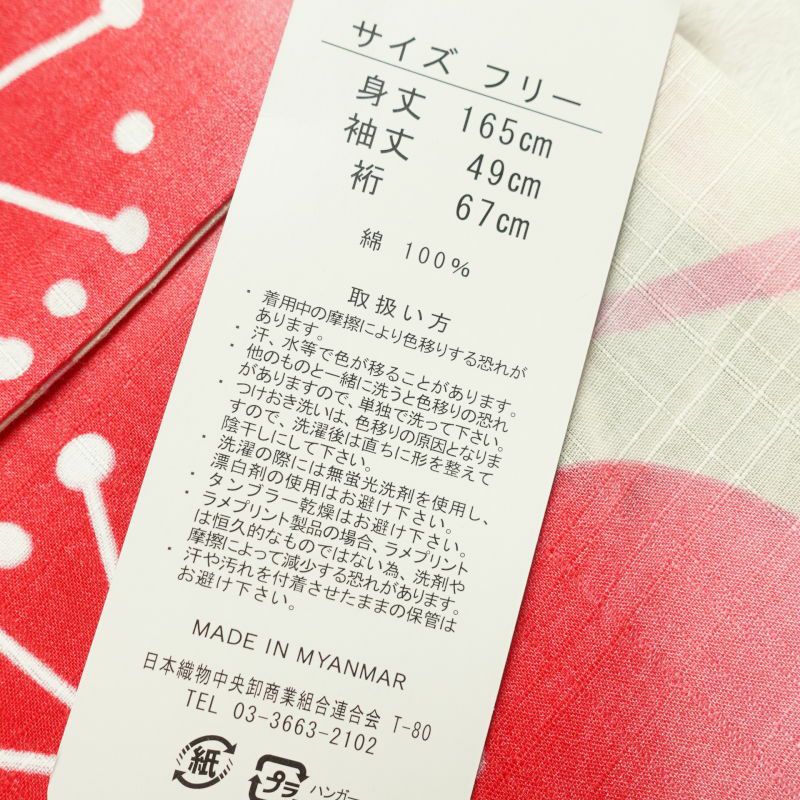 サイズ フリー
身丈 165cm
袖丈 49cm
裄 67cm
綿 100%
取扱い方
・着用中の摩擦により色移りする恐れが
あります。
・汗、水等で色が移ることがあります。
・他のものと一緒に洗うと色移りの恐れ
がありますので、単独で洗って下さい。
・つけおき洗いは、色移りの原因となりま
すので、洗濯後は直ちに形を整えて
陰干しにして下さい。
・洗濯の際には無蛍光洗剤を使用し、
漂白剤の使用はお避け下さい。
・タンブラー乾燥はお避け下さい。
・ラメプリント製品の場合、ラメプリント
は恒久的なものではない為、洗剤や
摩擦によって減少する恐れがあります。
・汗や汚れを付着させたままの保管は
お避け下さい。
MADE IN MYANMAR
日本織物中央卸商業組合連合会 T-80
TEL 03-3663-2102
紙
プラ ハンガー